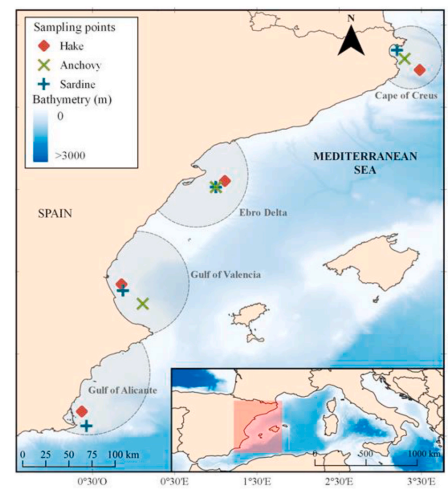 Sampling points
Hake
Anchovy
Sardine
Bathymetry (m)
0
>3000
N
Cape of Creus
MEDITERRANEAN
SEA
SPAIN
Ebro Delta
Gulf of Valencia
Gulf of Alicante
0 25 50 75 100 km
0 500 1000 km
0°30'0 0°30'E 1°30'E 2°30'E 3°30'E